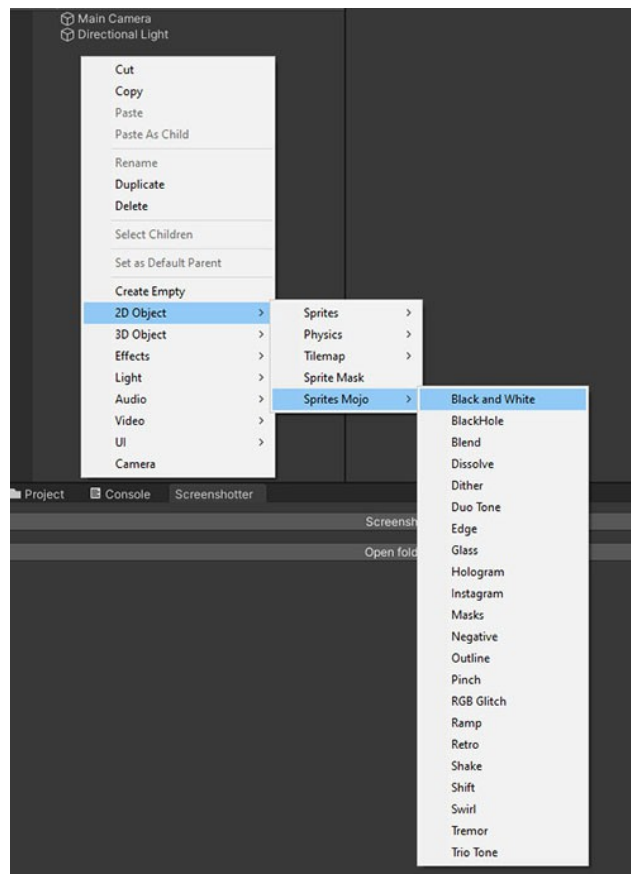 Main Camera
Directional Light
Cut
Copy
Paste
Paste As Child
Rename
Duplicate
Delete
Select Children
Set as Default Parent
Create Empty
2D Object
3D Object
Effects
Light
Audio
Video
UI
Camera
Sprites
Physics
Tilemap
Sprite Mask
Sprites Mojo
Black and White
BlackHole
Blend
Dissolve
Dither
Duo Tone
Edge
Glass
Hologram
Instagram
Masks
Negative
Outline
Pinch
RGB Glitch
Ramp
Retro
Shake
Shift
Swirl
Tremor
Trio Tone
Project Console Screenshotter
Screensh
Open fold